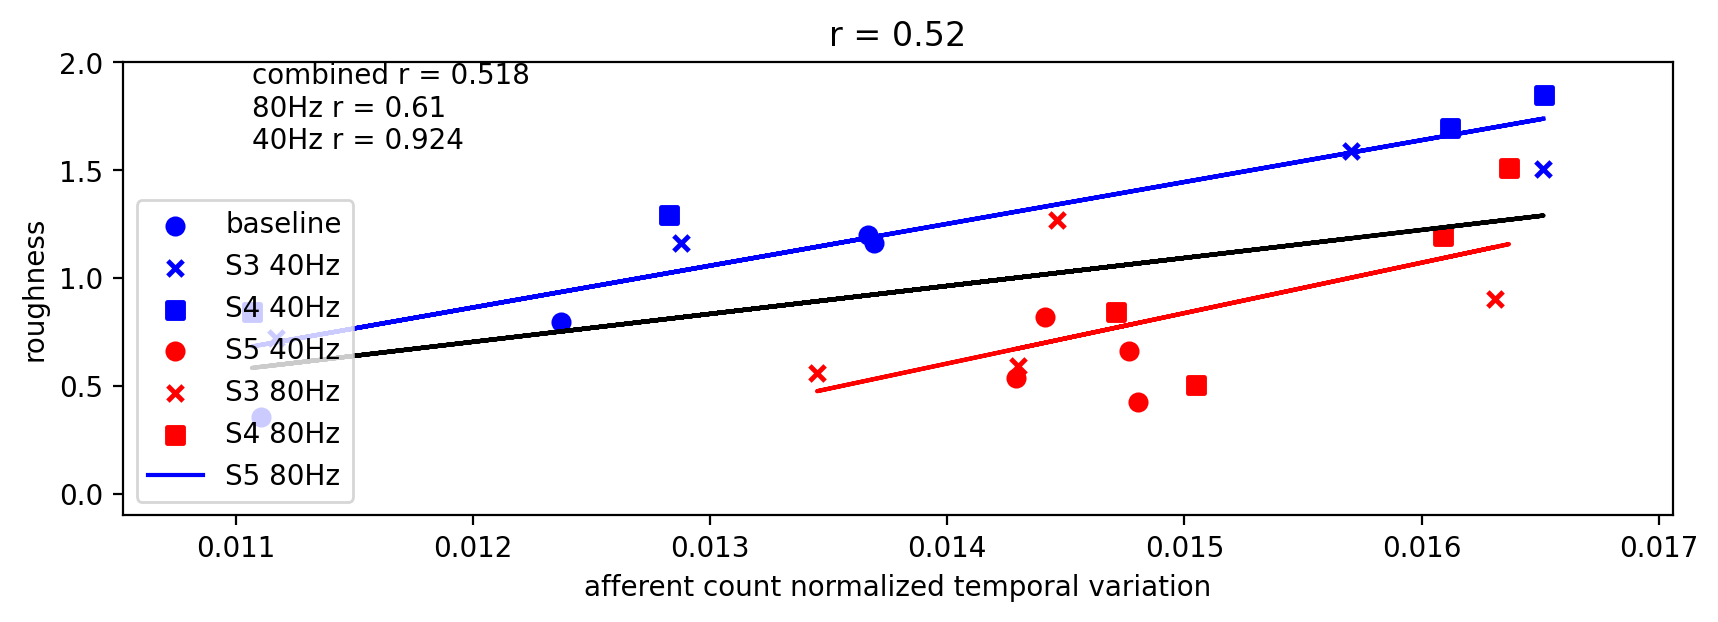 r = 0.52
combined r = 0.518
80Hz r = 0.61
40Hz r = 0.924
2.0
1.5
1.0
0.5
0.0
roughness
baseline
S3 40Hz
S4 40Hz
S5 40Hz
S3 80Hz
S4 80Hz
S5 80Hz
0.011 0.012 0.013 0.014 0.015 0.016 0.017
afferent count normalized temporal variation